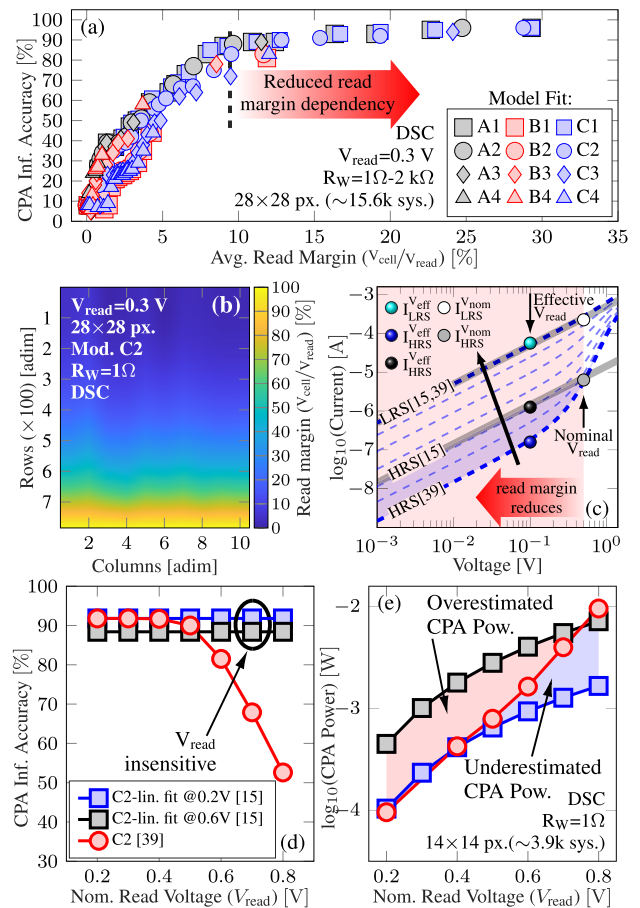 (a)
100
90
80
70
60
50
40
30
20
10
0
CPA Inf. Accuracy [%]
Reduced read
margin dependency
DSC
V_read=0.3 V
R_W=1Ω-2 kΩ
28×28 px. (~15.6k sys.)
Model Fit:
A1 B1 C1
A2 B2 C2
A3 B3 C3
A4 B4 C4
0 5 10 15 20 25 30 35
Avg. Read Margin (V_cell/v_read) [%]
(b)
V_read=0.3 V
28×28 px.
Mod. C2
R_W=1Ω
DSC
1
2
3
4
5
6
7
Rows (×100) [adim]
2 4 6 8 10
Columns [adim]
100
90
80
70
60
50
40
30
20
10
0
Read margin (V_cell/v_read) [%]
−3
−4
−5
−6
−7
−8
log10(Current) [A]
I_LRS^V_eff I_LRS^V_nom
I_HRS^V_eff I_HRS^V_nom
I_HRS^V_eff
Effective
V_read
LRS[15,39]
HRS[15]
HRS[39]
Nominal
V_read
read margin
reduces
(c)
10^−3 10^−2 10^−1 10^0
Voltage [V]
100
90
80
70
60
50
40
30
CPA Inf. Accuracy [%]
V_read
insensitive
C2-lin. fit @0.2V [15]
C2-lin. fit @0.6V [15]
C2 [39]
(d)
0.2 0.4 0.6 0.8
Nom. Read Voltage (V_read) [V]
(e)
−2
−3
−4
log10(CPA Power) [W]
Overestimated
CPA Pow.
Underestimated
CPA Pow.
DSC
R_W=1Ω
14×14 px.(~3.9k sys.)
0.2 0.4 0.6 0.8
Nom. Read Voltage (V_read) [V]